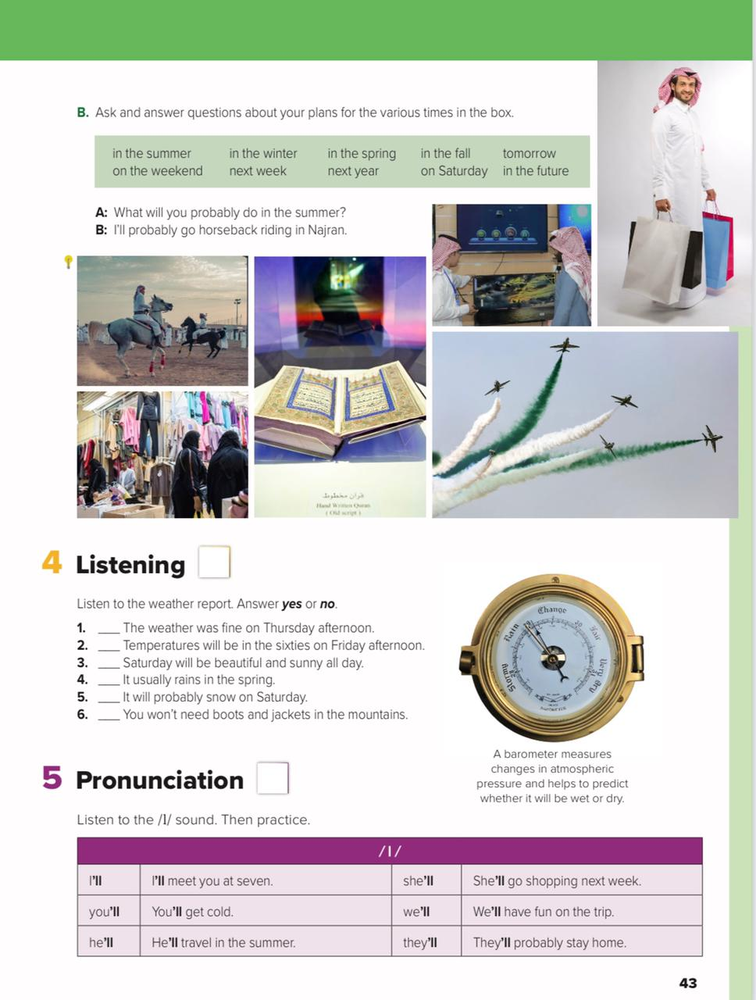 B. Ask and answer questions about your plans for the various times in the box.
in the summer in the winter in the spring in the fall tomorrow
on the weekend next week next year on Saturday in the future
A: What will you probably do in the summer?
B: I'll probably go horseback riding in Najran.
قرآن مخطوط
Hand Written Quran
( Old script )
4 Listening
Listen to the weather report. Answer yes or no.
1. ___ The weather was fine on Thursday afternoon.
2. ___ Temperatures will be in the sixties on Friday afternoon.
3. ___ Saturday will be beautiful and sunny all day.
4. ___ It usually rains in the spring.
5. ___ It will probably snow on Saturday.
6. ___ You won't need boots and jackets in the mountains.
Stormy Rain Change Fair Very dry
A barometer measures
changes in atmospheric
pressure and helps to predict
whether it will be wet or dry.
5 Pronunciation
Listen to the /l/ sound. Then practice.
/l/
I'll I'll meet you at seven. she'll She'll go shopping next week.
you'll You'll get cold. we'll We'll have fun on the trip.
he'll He'll travel in the summer. they'll They'll probably stay home.
43